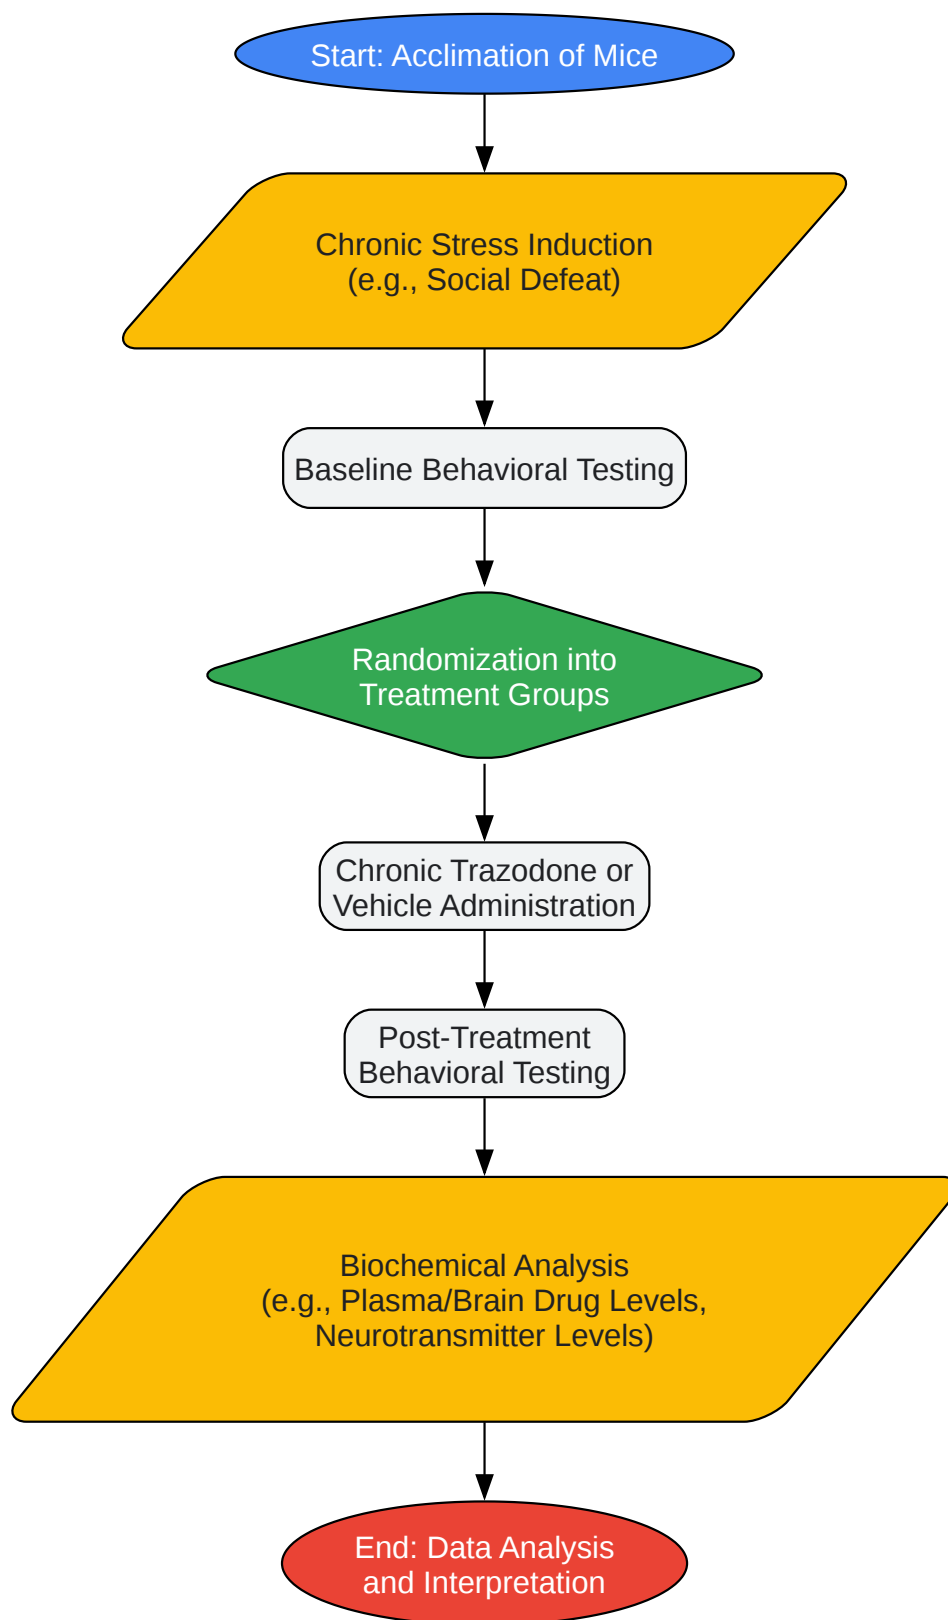 Start: Acclimation of Mice
Chronic Stress Induction
(e.g., Social Defeat)
Baseline Behavioral Testing
Randomization into
Treatment Groups
Chronic Trazodone or
Vehicle Administration
Post-Treatment
Behavioral Testing
Biochemical Analysis
(e.g., Plasma/Brain Drug Levels,
Neurotransmitter Levels)
End: Data Analysis
and Interpretation